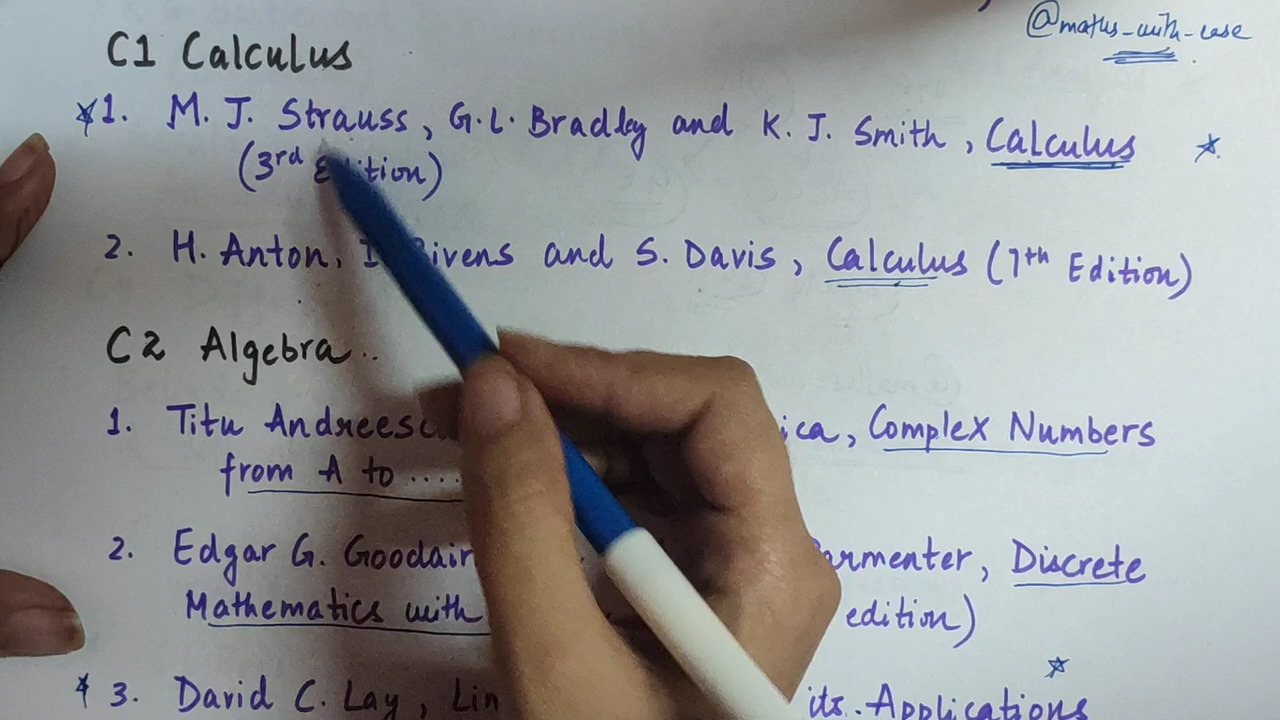 @maths_with_ease
C1 Calculus
1. M. J. Strauss, G.L. Bradley and K. J. Smith, Calculus
(3rd Edition)
2. H. Anton, Bivens and S. Davis, Calculus (7th Edition)
C2 Algebra..
1. Titu Andreesc Complex Numbers
from A to ....
2. Edgar G. Goodair armenter, Discrete
Mathematics with edition)
3. David C. Lay, Lin its. Applications